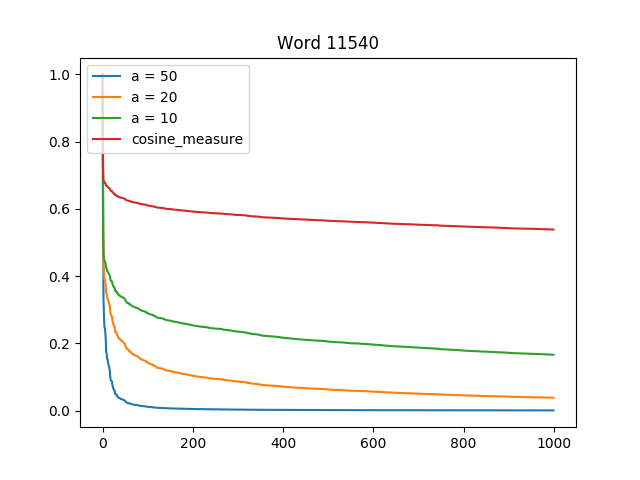 Word 11540
a = 50
a = 20
a = 10
cosine_measure
1.0
0.8
0.6
0.4
0.2
0.0
0 200 400 600 800 1000